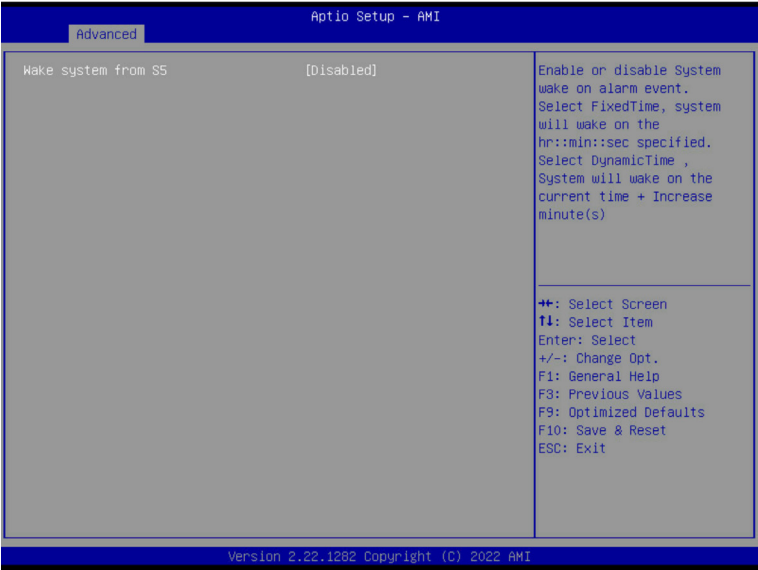 Aptio Setup – AMI
Advanced
Wake system from S5 [Disabled]
Enable or disable System
wake on alarm event.
Select FixedTime, system
will wake on the
hr::min::sec specified.
Select DynamicTime ,
System will wake on the
current time + Increase
minute(s)
→←: Select Screen
↑↓: Select Item
Enter: Select
+/-: Change Opt.
F1: General Help
F3: Previous Values
F9: Optimized Defaults
F10: Save & Reset
ESC: Exit
Version 2.22.1282 Copyright (C) 2022 AMI